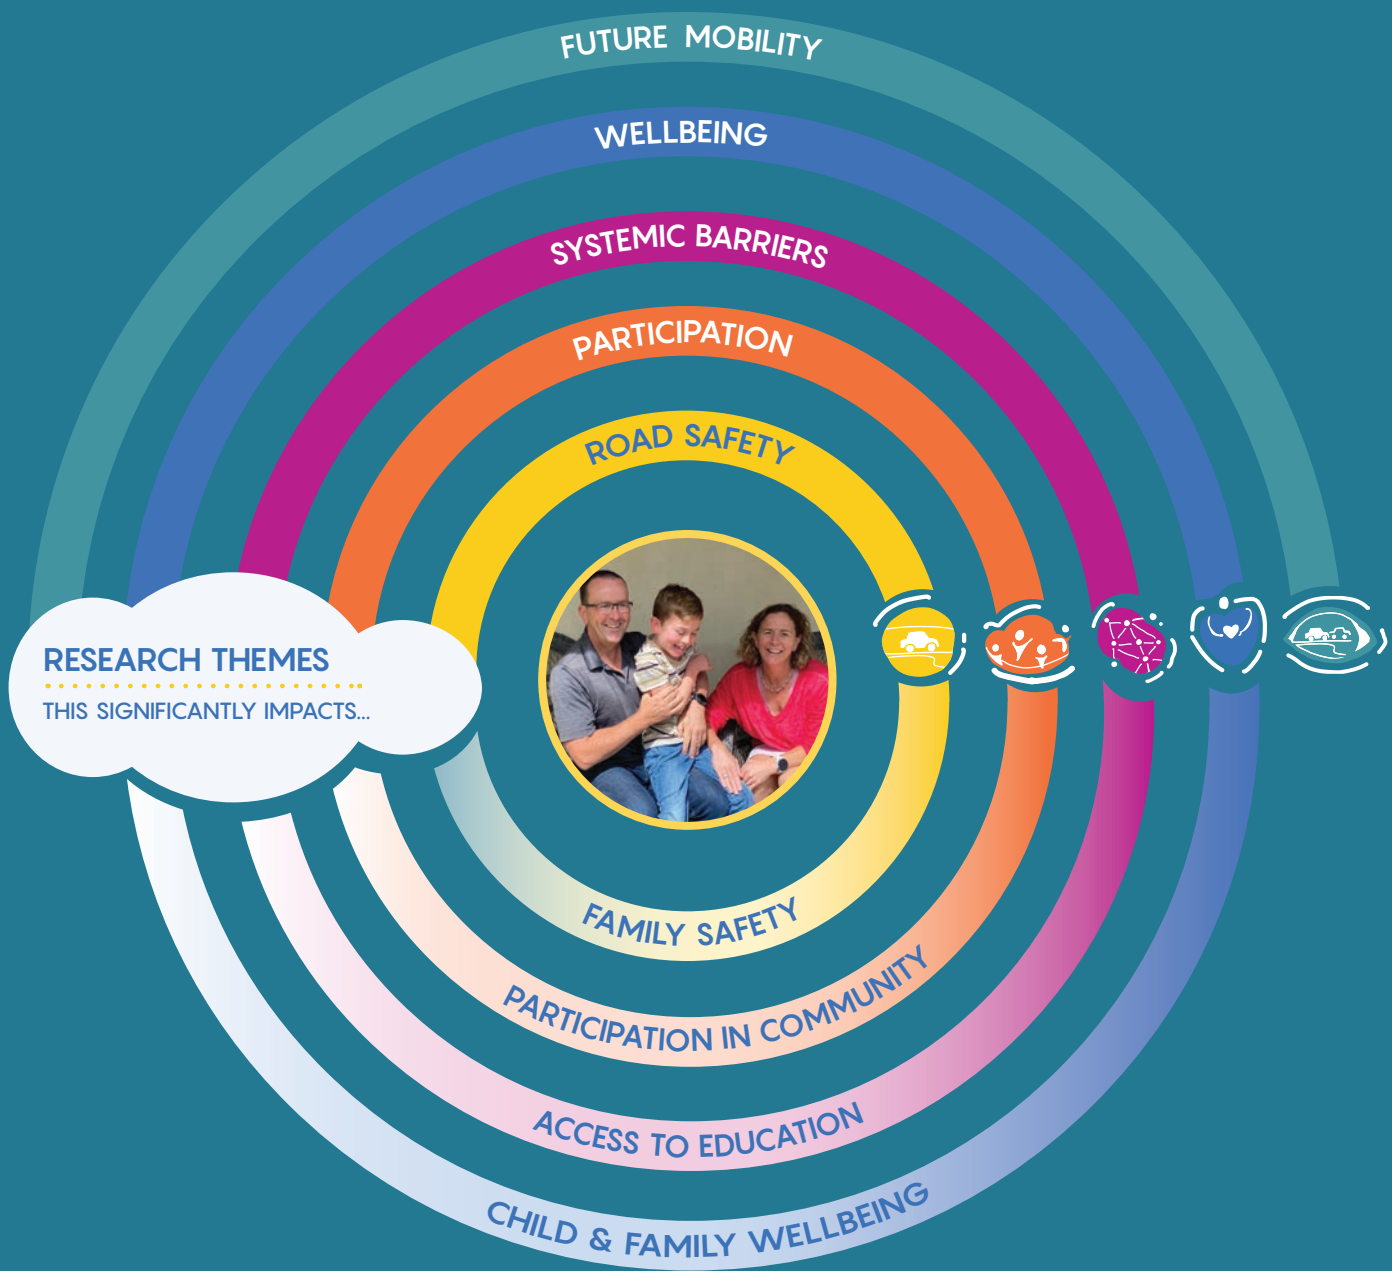 FUTURE MOBILITY
WELLBEING
SYSTEMIC BARRIERS
PARTICIPATION
ROAD SAFETY
RESEARCH THEMES
THIS SIGNIFICANTLY IMPACTS...
FAMILY SAFETY
PARTICIPATION IN COMMUNITY
ACCESS TO EDUCATION
CHILD & FAMILY WELLBEING